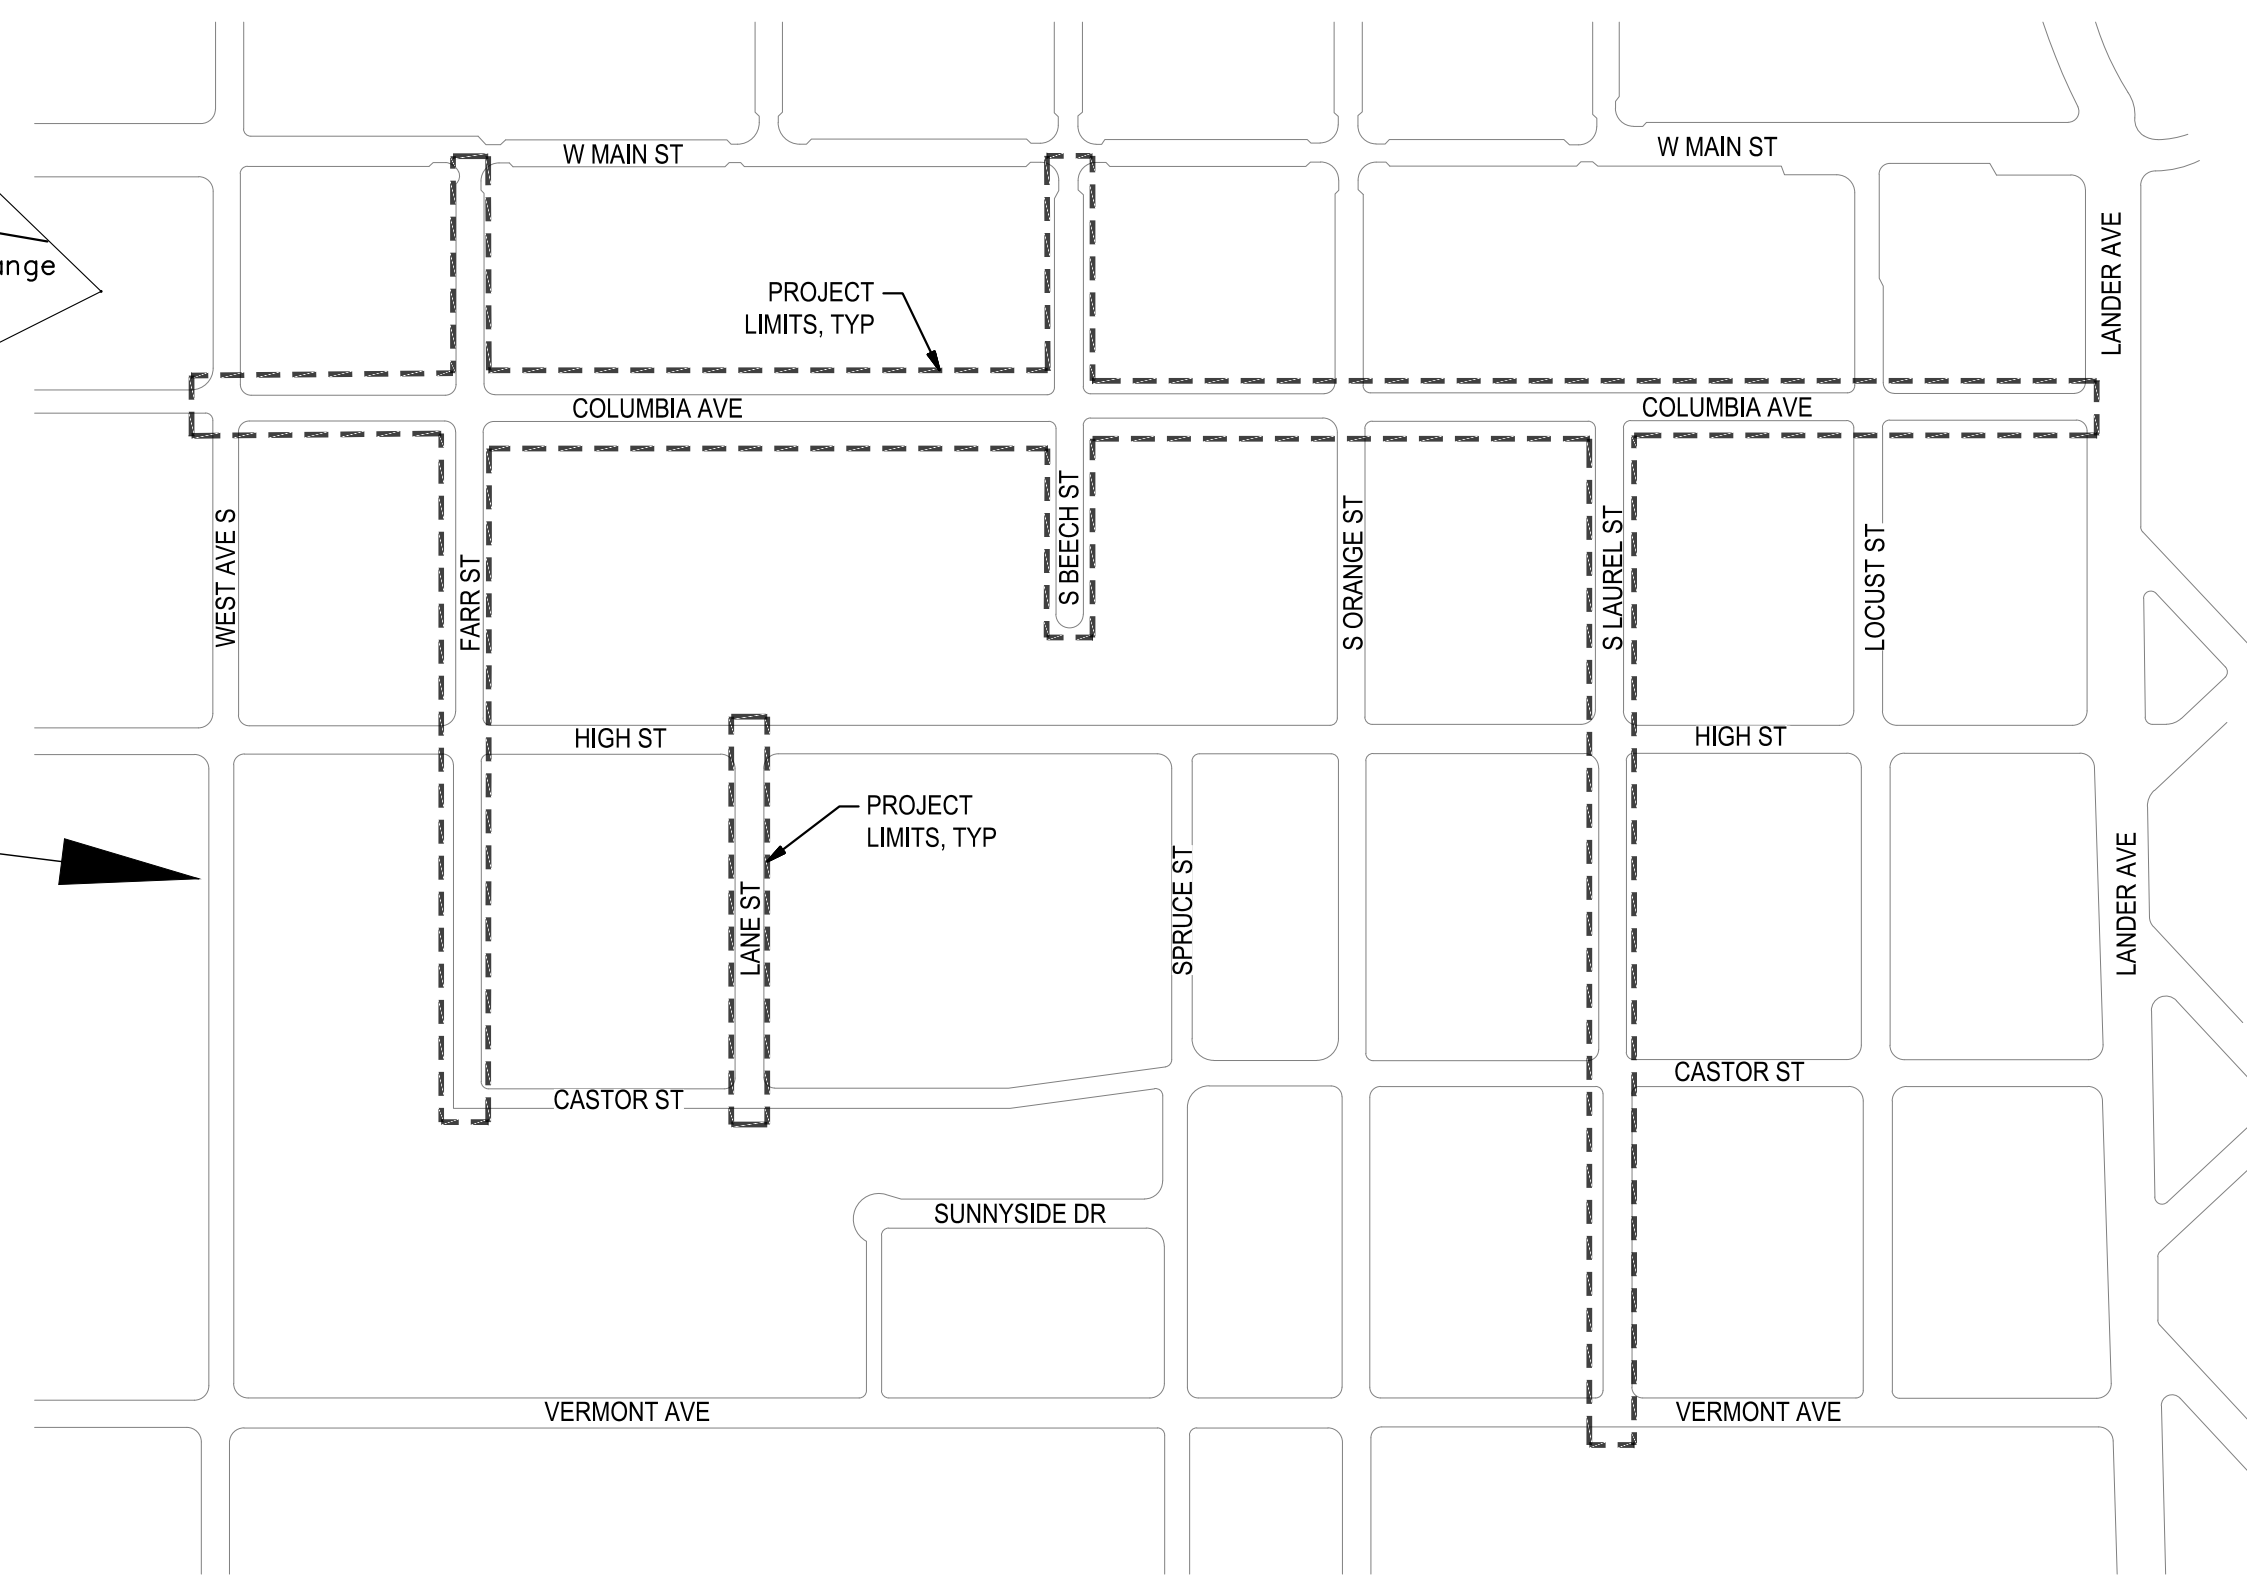 W MAIN ST
W MAIN ST
LANDER AVE
PROJECT
LIMITS, TYP
COLUMBIA AVE
COLUMBIA AVE
WEST AVE S
FARR ST
S BEECH ST
S ORANGE ST
S LAUREL ST
LOCUST ST
HIGH ST
HIGH ST
PROJECT
LIMITS, TYP
LANE ST
SPRUCE ST
LANDER AVE
CASTOR ST
CASTOR ST
SUNNYSIDE DR
VERMONT AVE
VERMONT AVE